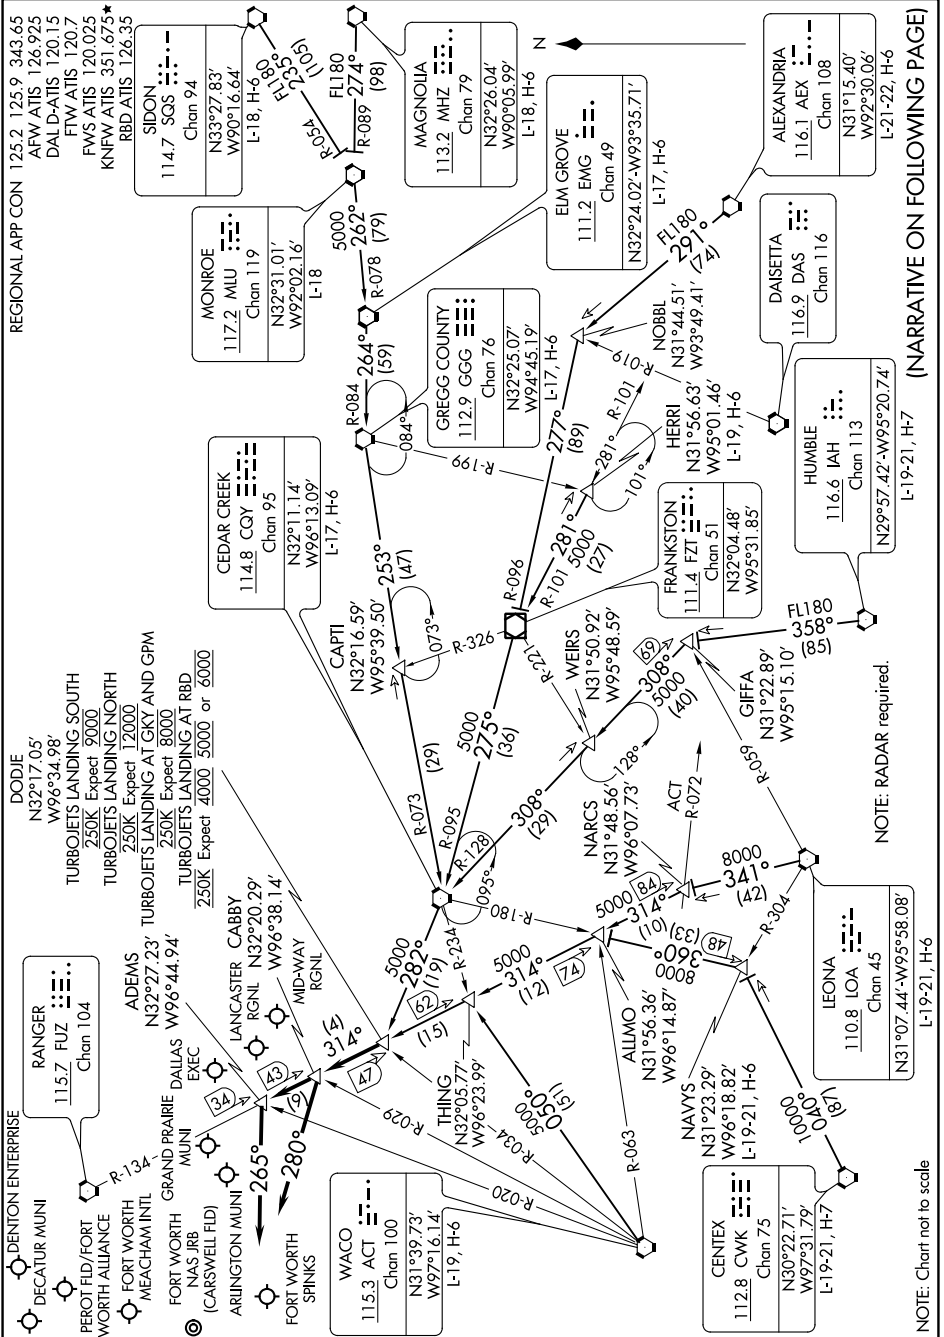 REGIONAL APP CON 125.2 125.9 343.65
AFW ATIS 126.925
DAL D-ATIS 120.15
FTW ATIS 120.7
FWS ATIS 120.025
KNFW ATIS 351.675★
RBD ATIS 126.35
DENTON ENTERPRISE
DECATUR MUNI
PEROT FLD/FORT
WORTH ALLIANCE
FORT WORTH
MEACHAM INTL
GRAND PRAIRIE
MUNI
FORT WORTH
NAS JRB
(CARSWELL FLD)
ARLINGTON MUNI
FORT WORTH
SPINKS
DALLAS
EXEC
LANCASTER
RGNL
MID-WAY
RGNL
RANGER
115.7 FUZ
Chan 104
R-134
ADEMS
N32°27.23'
W96°44.94'
CABBY
N32°20.29'
W96°38.14'
DODJE
N32°17.05'
W96°34.98'
TURBOJETS LANDING SOUTH
250K Expect 9000
TURBOJETS LANDING NORTH
250K Expect 12000
TURBOJETS LANDING AT GKY AND GPM
250K Expect 8000
TURBOJETS LANDING AT RBD
250K Expect 4000 5000 or 6000
34
43
47
(9)
(4)
314°
265°
280°
62
(15)
5000
282°
(19)
R-234
THING
N32°05.77'
W96°23.99'
5000
314°
(12)
74
ALLMO
N31°56.36'
W96°14.87'
5000
314°
(10)
84
NARCS
N31°48.56'
W96°07.73'
8000
341°
(42)
8000
360°
(33)
48
NAVYS
N31°23.29'
W96°18.82'
L-19-21, H-6
R-304
ACT
R-072
R-059
R-063
R-034
R-029
R-020
5000
050°
(51)
WACO
115.3 ACT
Chan 100
N31°39.73'
W97°16.14'
L-19, H-6
CENTEX
112.8 CWK
Chan 75
N30°22.71'
W97°31.79'
L-19-21, H-7
10000
040°
(87)
LEONA
110.8 LOA
Chan 45
N31°07.44'-W95°58.08'
L-19-21, H-6
CEDAR CREEK
114.8 CQY
Chan 95
N32°11.14'
W96°13.09'
L-17, H-6
R-073
R-095
R-128
R-180
095°
(29)
CAPTI
N32°16.59'
W95°39.50'
073°
R-326
253°
(47)
5000
275°
(36)
308°
(29)
R-221
WEIRS
N31°50.92'
W95°48.59'
128°
308°
5000
(40)
69
GIFFA
N31°22.89'
W95°15.10'
FL180
358°
(85)
HUMBLE
116.6 IAH
Chan 113
N29°57.42'-W95°20.74'
L-19-21, H-7
FRANKSTON
111.4 FZT
Chan 51
N32°04.48'
W95°31.85'
R-096
R-101
281°
5000
(27)
HERRI
N31°56.63'
W95°01.46'
L-19, H-6
281°
101°
R-101
R-199
277°
(89)
NOBBL
N31°44.51'
W93°49.41'
R-019
DAISETTA
116.9 DAS
Chan 116
FL180
291°
(74)
ALEXANDRIA
116.1 AEX
Chan 108
N31°15.40'
W92°30.06'
L-21-22, H-6
GREGG COUNTY
112.9 GGG
Chan 76
N32°25.07'
W94°45.19'
L-17, H-6
084°
R-084
264°
(59)
ELM GROVE
111.2 EMG
Chan 49
N32°24.02'-W93°35.71'
L-17, H-6
R-078
5000
262°
(79)
MONROE
117.2 MLU
Chan 119
N32°31.01'
W92°02.16'
L-18
R-054
R-089
FL180
235°
(105)
FL180
274°
(98)
SIDON
114.7 SQS
Chan 94
N33°27.83'
W90°16.64'
L-18, H-6
MAGNOLIA
113.2 MHZ
Chan 79
N32°26.04'
W90°05.99'
L-18, H-6
N
NOTE: RADAR required.
NOTE: Chart not to scale
(NARRATIVE ON FOLLOWING PAGE)